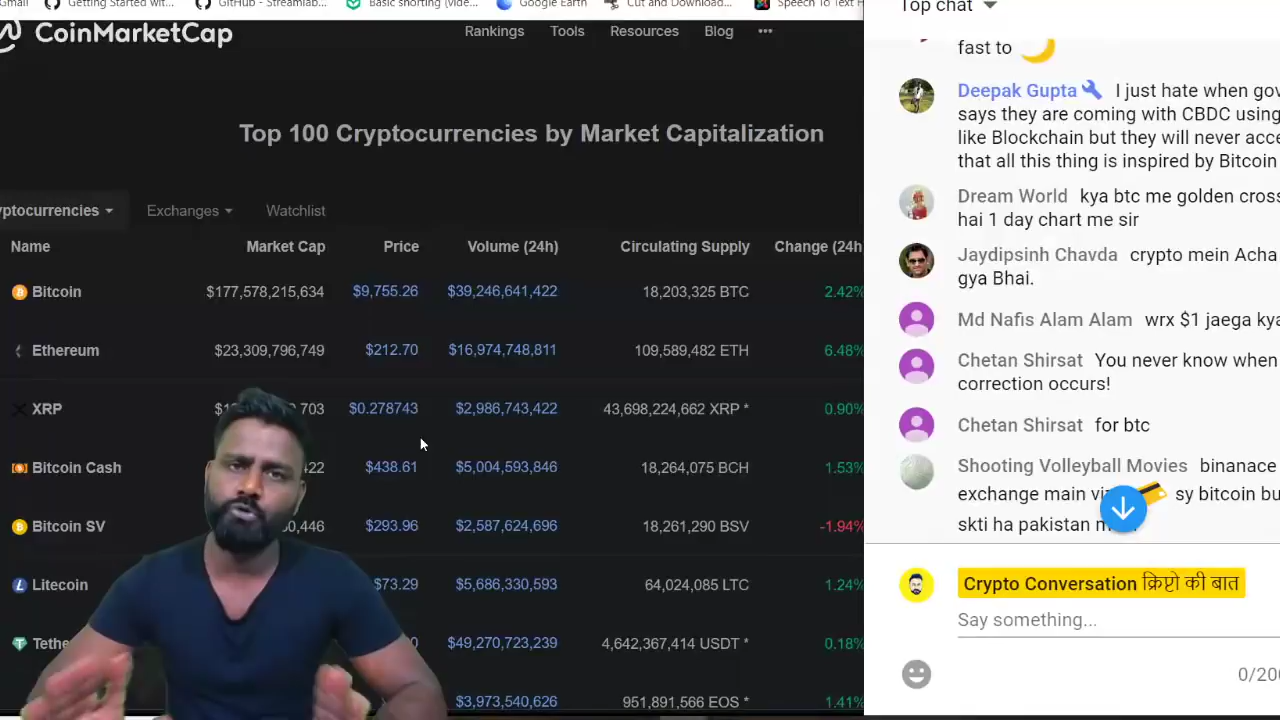 Gmail
Getting Started with...
GitHub - Streamlab...
Basic shorting (vide...
Google Earth
Cut and Download...
Speech To Text
CoinMarketCap
Rankings
Tools
Resources
Blog
Top 100 Cryptocurrencies by Market Capitalization
Exchanges
Watchlist
Name Market Cap Price Volume (24h) Circulating Supply Change (24h
Bitcoin $177,578,215,634 $9,755.26 $39,246,641,422 18,203,325 BTC 2.42%
Ethereum $23,309,796,749 $212.70 $16,974,748,811 109,589,482 ETH 6.48%
XRP 703 $0.278743 $2,986,743,422 43,698,224,662 XRP * 0.90%
Bitcoin Cash 422 $438.61 $5,004,593,846 18,264,075 BCH 1.53%
Bitcoin SV 0,446 $293.96 $2,587,624,696 18,261,290 BSV -1.94%
Litecoin $73.29 $5,686,330,593 64,024,085 LTC 1.24%
$49,270,723,239 4,642,367,414 USDT * 0.18%
$3,973,540,626 951,891,566 EOS * 1.41%
Top chat
fast to
Deepak Gupta I just hate when
says they are coming with CBDC using
like Blockchain but they will never
that all this thing is inspired by Bitcoin
Dream World kya btc me golden cross
hai 1 day chart me sir
Jaydipsinh Chavda crypto mein Acha
gya Bhai.
Md Nafis Alam Alam wrx $1 jaega
Chetan Shirsat You never know when
correction occurs!
Chetan Shirsat for btc
Shooting Volleyball Movies binanace
exchange main sy bitcoin
skti ha pakistan
Crypto Conversation क्रिप्टो की बात
Say something...